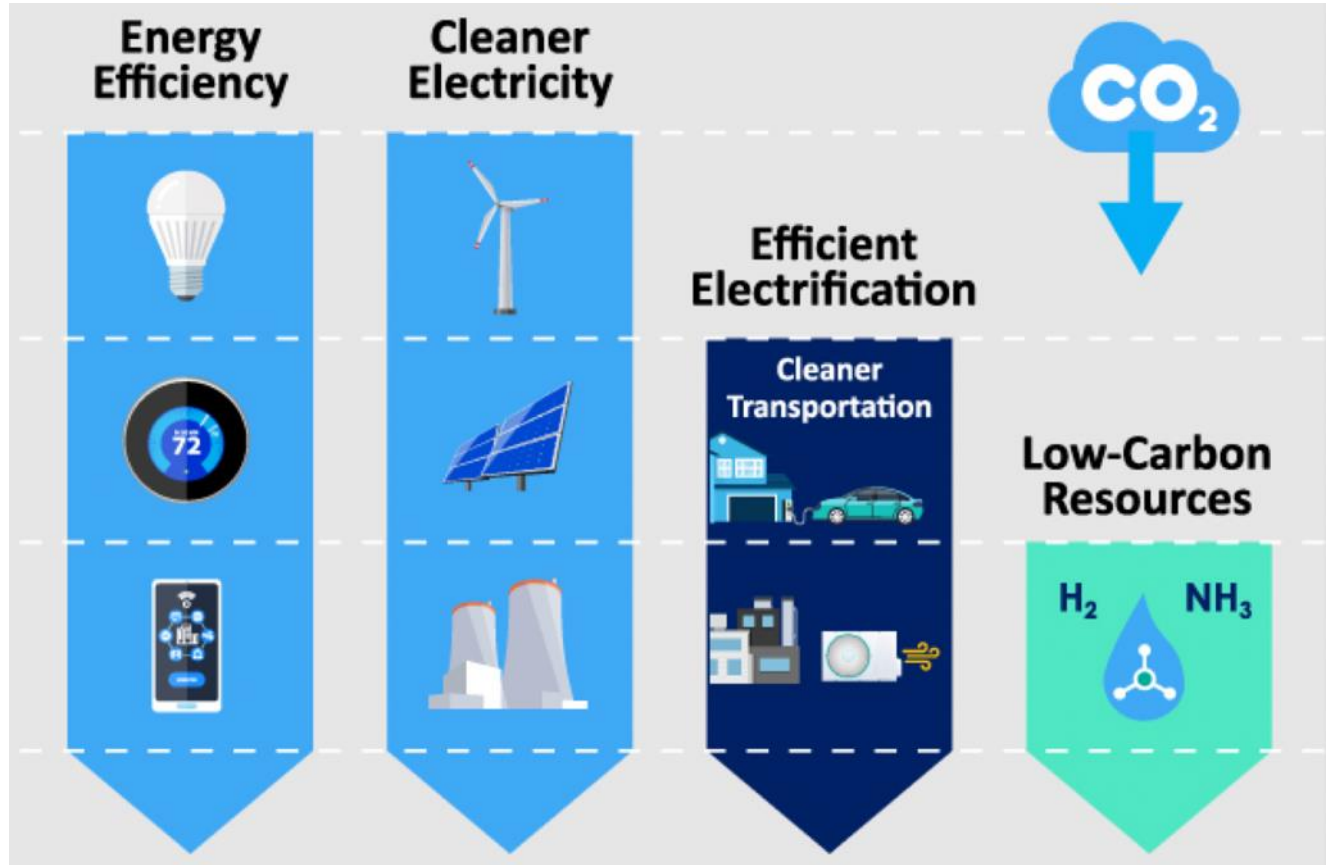 Energy
Efficiency
Cleaner
Electricity
CO₂
Efficient
Electrification
Cleaner
Transportation
72
Low-Carbon
Resources
H₂ NH₃